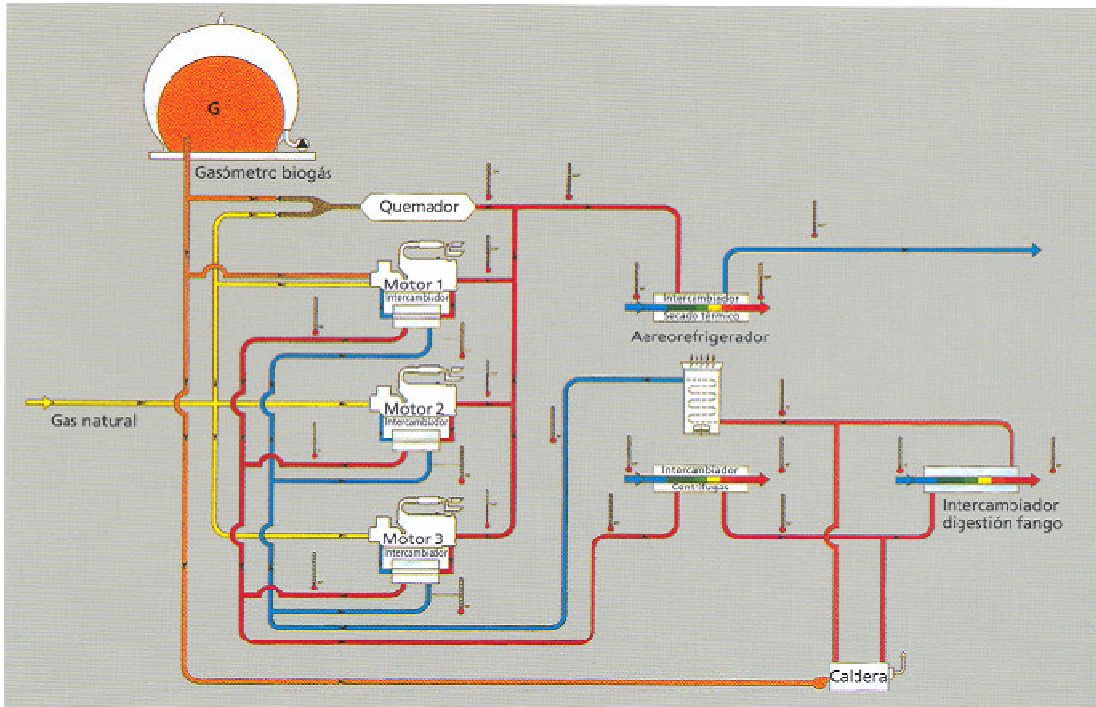 G
Gasómetro biogás
Quemador
Motor 1
Intercambiador
Intercambiador
Secado térmico
Aereorefrigerador
Gas natural
Motor 2
Intercambiador
Intercambiador
Centrífugas
Intercambiador
digestión fango
Motor 3
Intercambiador
Caldera